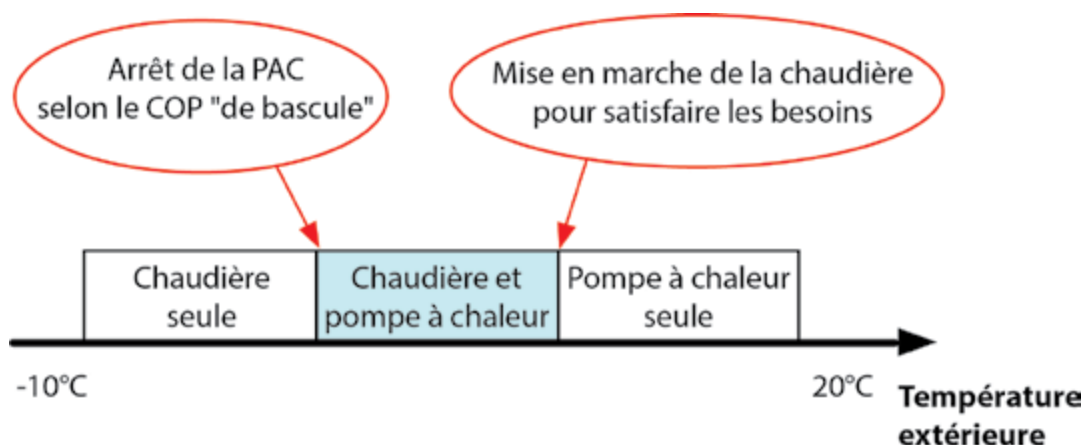 Arrêt de la PAC
selon le COP "de bascule"
Mise en marche de la chaudière
pour satisfaire les besoins
Chaudière
seule
Chaudière et
pompe à chaleur
Pompe à chaleur
seule
-10°C
20°C
Température
extérieure